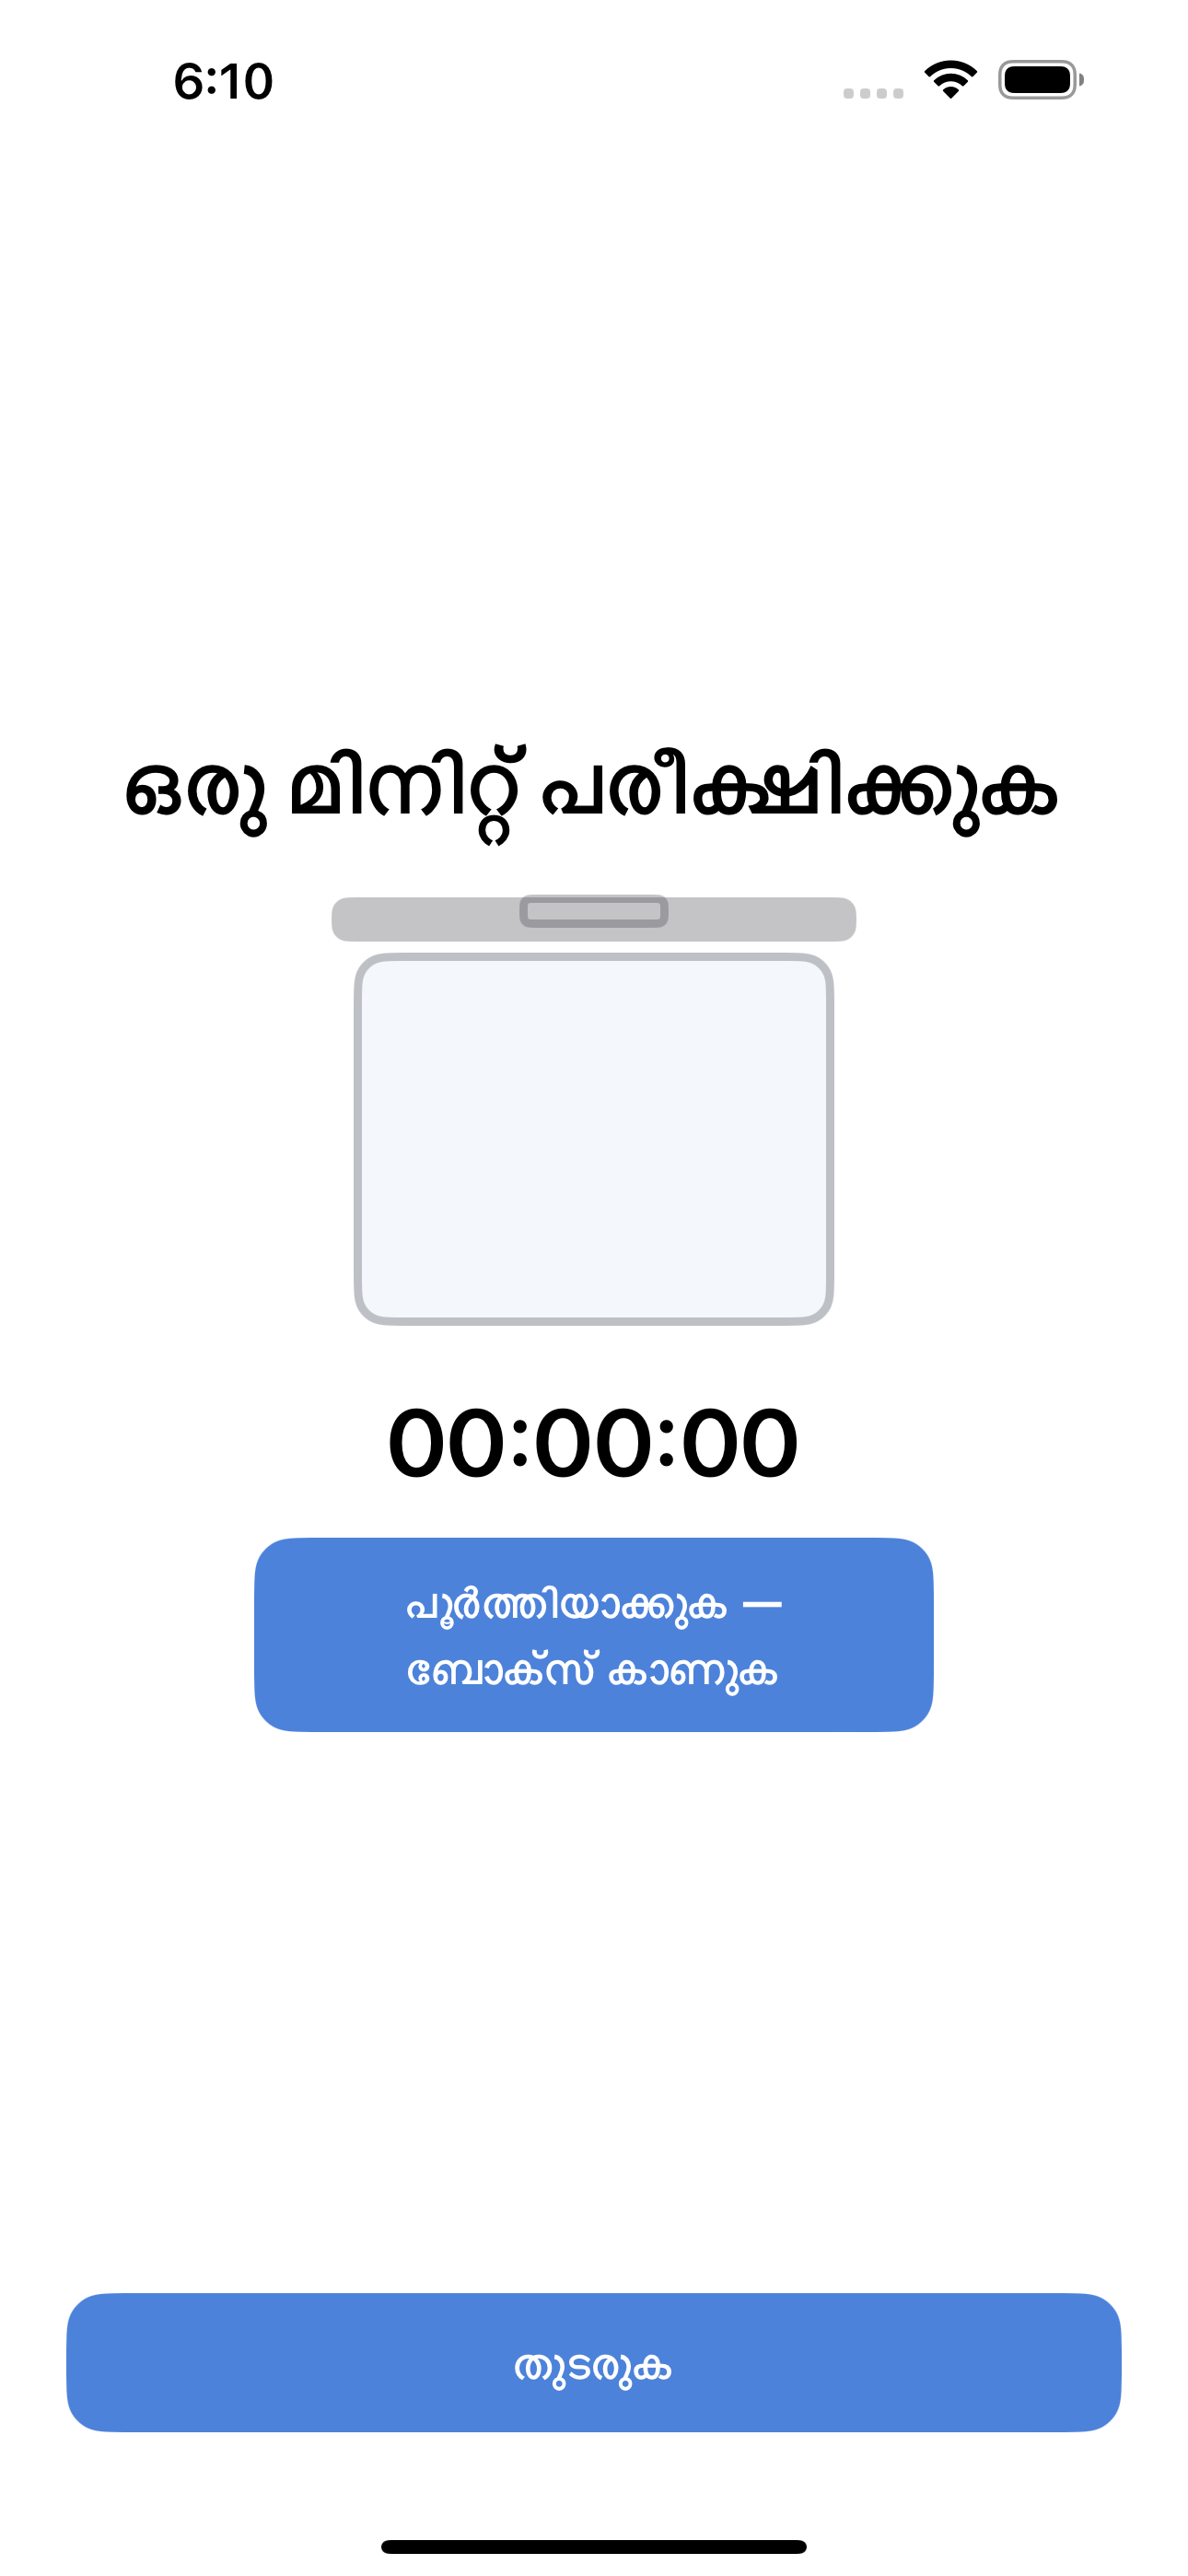 6:10
ഒരു മിനിറ്റ് പരീക്ഷിക്കുക
00:00:00
പൂർത്തിയാക്കുക —
ബോക്സ് കാണുക
തുടരുക